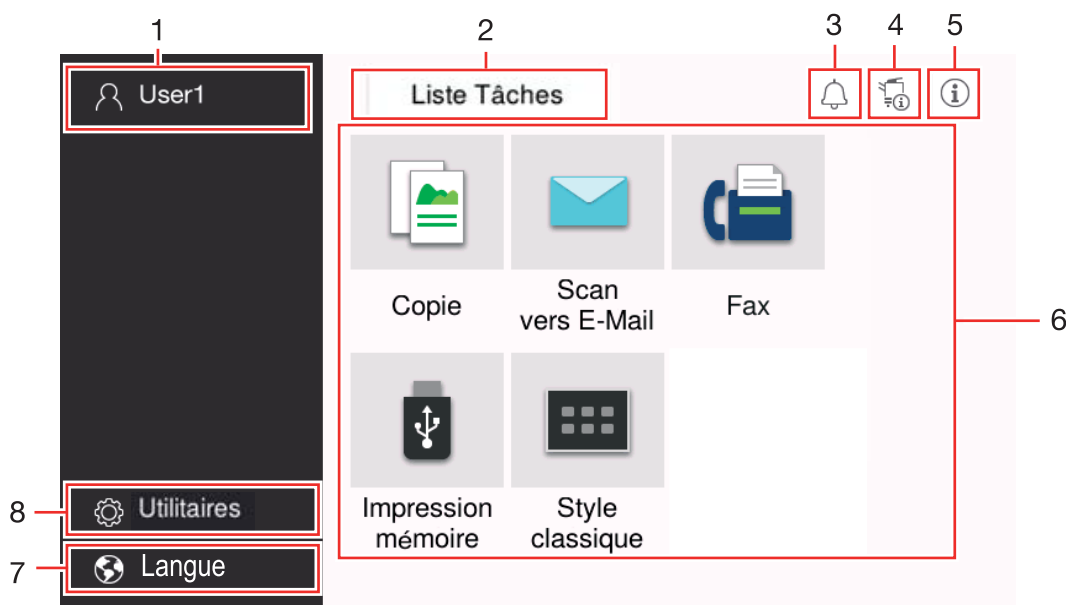 1
2
3
4
5
User1
Liste Tâches
Copie
Scan
vers E-Mail
Fax
6
Impression
mémoire
Style
classique
8
Utilitaires
7
Langue